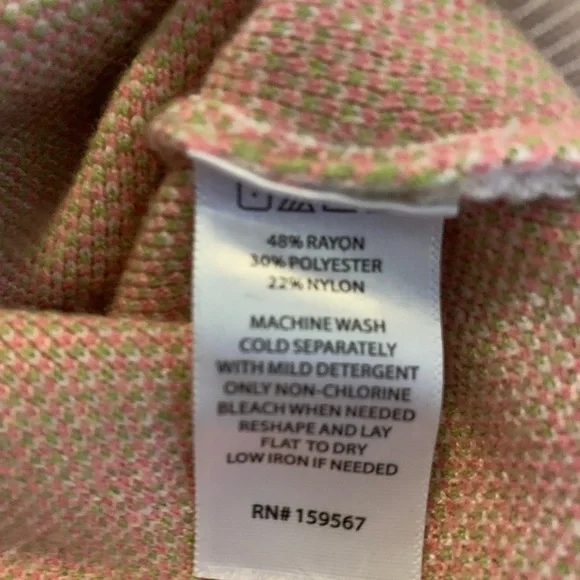 48% RAYON
30% POLYESTER
22% NYLON
MACHINE WASH
COLD SEPARATELY
WITH MILD DETERGENT
ONLY NON-CHLORINE
BLEACH WHEN NEEDED
RESHAPE AND LAY
FLAT TO DRY
LOW IRON IF NEEDED
RN# 159567